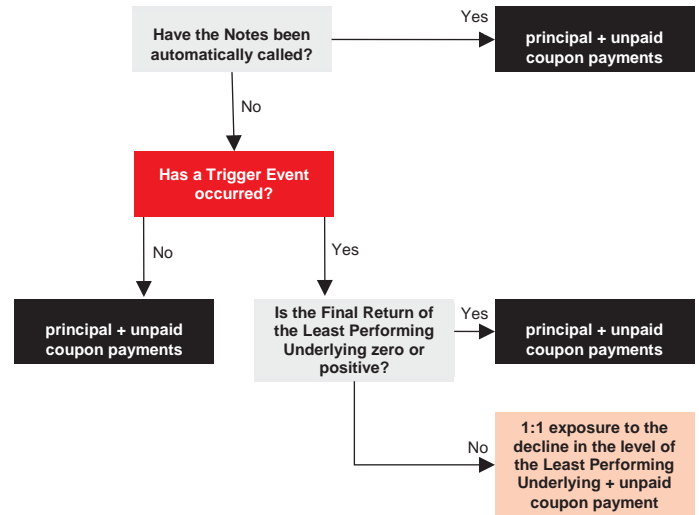 Have the Notes been
automatically called?
Yes
principal + unpaid
coupon payments
No
Has a Trigger Event
occurred?
No
Yes
principal + unpaid
coupon payments
Is the Final Return of
the Least Performing
Underlying zero or
positive?
Yes
principal + unpaid
coupon payments
No
1:1 exposure to the
decline in the level of
the Least Performing
Underlying + unpaid
coupon payment